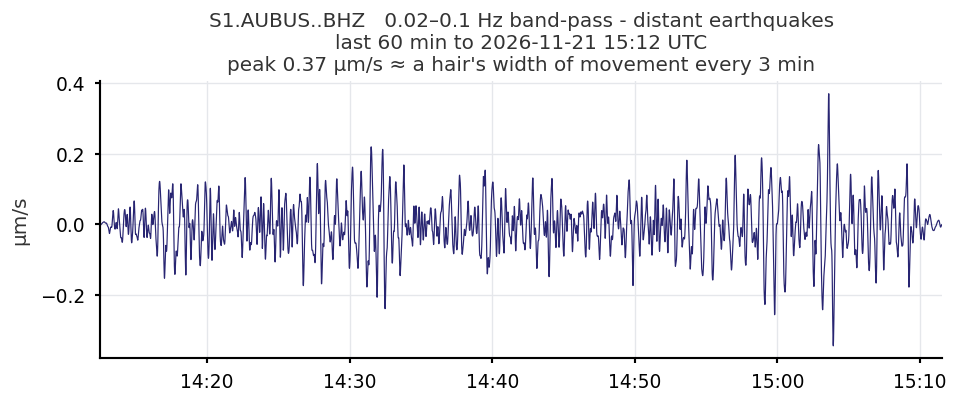 S1.AUBUS..BHZ   0.02–0.1 Hz band-pass - distant earthquakes
last 60 min to 2026-11-21 15:12 UTC
peak 0.37 µm/s ≈ a hair's width of movement every 3 min
0.4
0.2
0.0
−0.2
µm/s
14:20
14:30
14:40
14:50
15:00
15:10